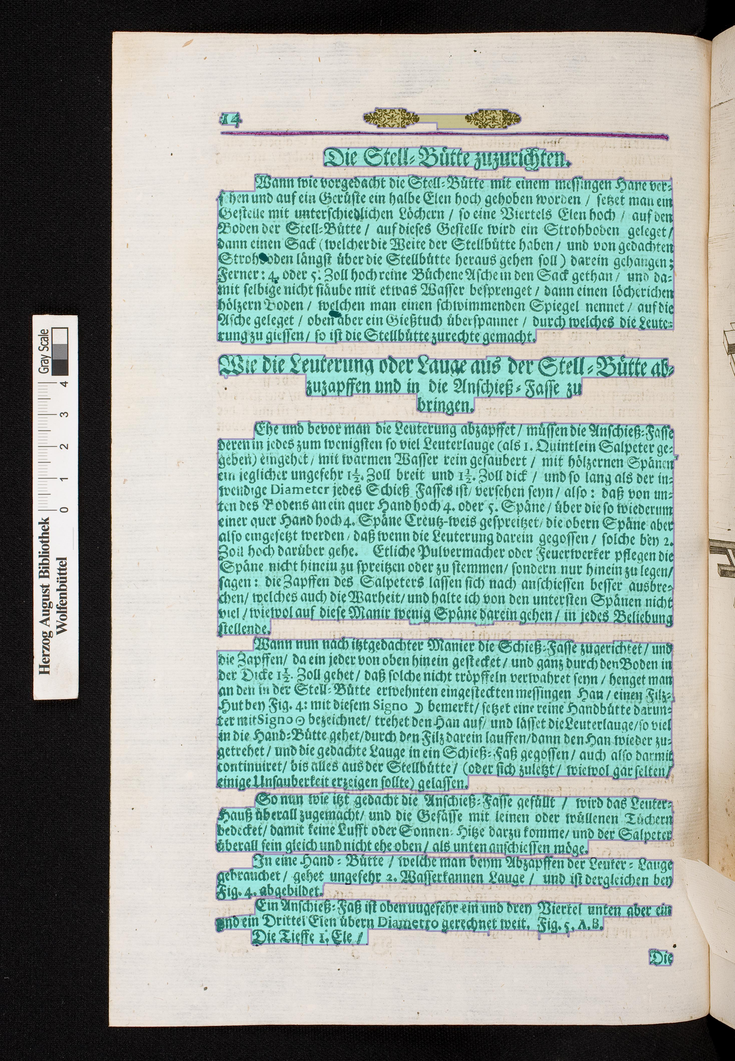 14
Die Stell-Bütte zuzurichten.
Wann wie vorgedacht die Stell-Bütte mit einem messingen Hane ver-
sehen und auf ein Gerüste ein halbe Elen hoch gehoben worden / setzet man ein
Gestelle mit unterschiedlichen Löchern / so eine Viertels Elen hoch / auf den
Boden der Stell-Bütte / auf dieses Gestelle wird ein Strohboden geleget/
dann einen Sack (welcher die Weite der Stellbütte haben / und von gedachten
Strohboden längst über die Stellbütte heraus gehen soll) darein gehangen:
Ferner: 4. oder 5. Zoll hoch reine Büchene Asche in den Sack gethan / und da-
mit selbige nicht stäube mit etwas Wasser besprenget / dann einen löcherichen
hölzern Boden / welchen man einen schwimmenden Spiegel nennet / auf die
Asche geleget / oben aber ein Gießtuch überspannet / durch welches die Leute-
rung zu giessen / so ist die Stellbütte zurechte gemacht.
Wie die Leuterung oder Lauge aus der Stell-Bütte ab-
zuzapffen und in die Anschieß-Fasse zu
bringen.
Ehe und bevor man die Leuterung abzapffet / müssen die Anschieß-Fasse
deren in jedes zum wenigsten so viel Leuterlauge (als 1. Quintlein Salpeter ge-
geben) eingehet / mit warmen Wasser rein gesäubert / mit hölzernen Spänen
ein jeglicher ungefehr 1½. Zoll breit und 1½. Zoll dick / und so lang als der in-
wendige Diameter jedes Schieß Fasses ist / versehen seyn / also: daß von un-
ten des Bodens an ein quer Hand hoch 4. oder 5. Späne / über die so wiederum
einer quer Hand hoch 4. Späne Creutz-weis gespreitzet / die obern Späne aber
also eingesetzt werden / daß wenn die Leuterung darein gegossen / solche bey 2.
Zoll hoch darüber gehe. Etliche Pulvermacher oder Feuerwerker pflegen die
Späne nicht hinein zu spreitzen oder zu stemmen / sondern nur hinein zu legen/
sagen: die Zapffen des Salpeters lassen sich nach anschiessen besser ausbre-
chen / welches auch die Warheit / und halte ich von den untersten Spänen nicht
viel / wiewol auf diese Manir wenig Späne darein gehen / in jedes Beliebung
stellende.
Wann nun nach itztgedachter Manier die Schieß-Fasse zugerichtet / und
die Zapffen / da ein jeder von oben hinein gestecket / und ganz durch den Boden in
der Dicke 1½. Zoll gehet / daß solche nicht tröpffeln verwahret seyn / henget man
an den in der Stell-Bütte erwehnten eingesteckten messingen Han / einen Filz-
Hut bey Fig. 4: mit diesem Signo ☽ bemerkt / setzet eine reine Handbütte darun-
ter mit Signo ☉ bezeichnet / trehet den Han auf / und lässet die Leuterlauge / so viel
in die Hand-Bütte gehet / durch den Filz darein lauffen / dann den Han wieder zu-
getrehet / und die gedachte Lauge in ein Schieß-Faß gegossen / auch also darmit
continuiret / bis alles aus der Stellbütte / (oder sich zuletzt / wiewol gar selten/
einige Unsauberkeit erzeigen sollte) gelassen.
So nun wie itzt gedacht die Anschieß-Fasse gefüllt / wird das Leuter-
Hauß überall zugemacht / und die Gefässe mit leinen oder wüllenen Tüchern
bedecket / damit keine Lufft oder Sonnen-Hitze darzu komme / und der Salpeter
überall fein gleich und nicht ehe oben / als unten anschiessen möge.
In eine Hand-Bütte / welche man beym Abzapffen der Leuter-Lauge
gebrauchet / gehet ungefehr 2. Wasserkannen Lauge / und ist dergleichen bey
Fig. 4. abgebildet.
Ein Anschieß-Faß ist oben ungefehr ein und drey Viertel unten aber ein
und ein Drittel Elen übern Diametro gerechnet weit. Fig. 5. A. B.
Die Tieffe 1. Ele /
Die
Herzog August Bibliothek
Wolfenbüttel
0 1 2 3 4
Gray Scale